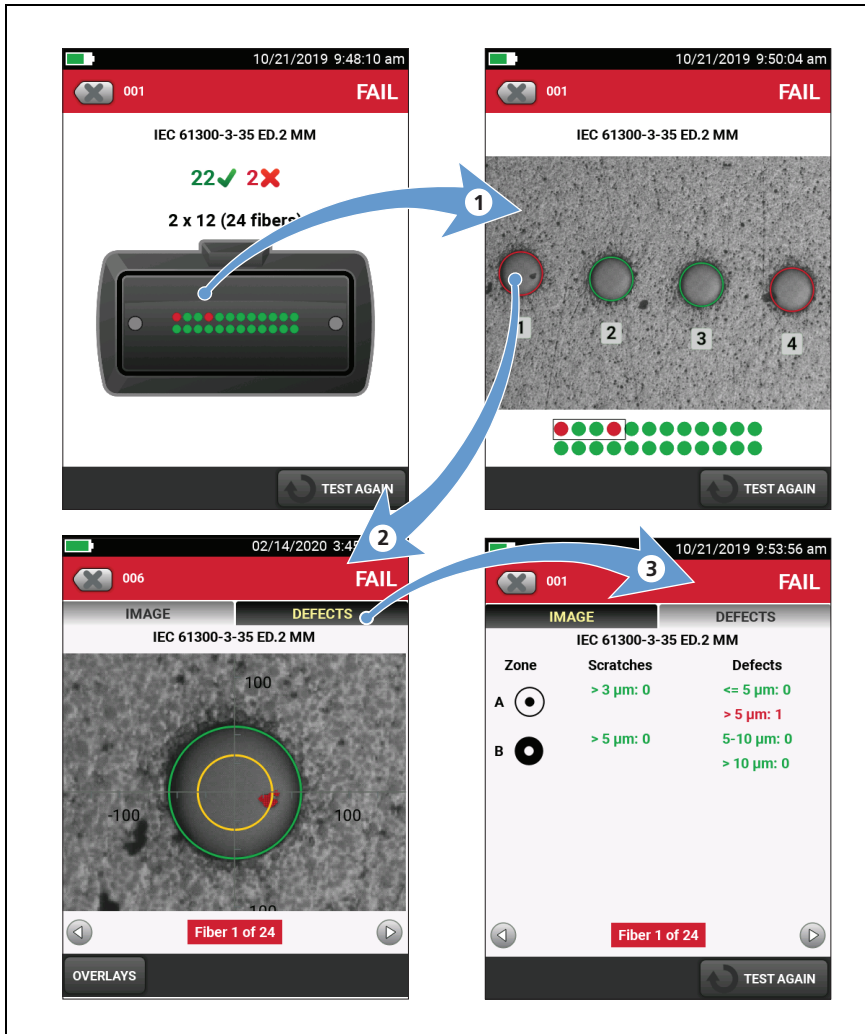 10/21/2019 9:48:10 am
001 FAIL
IEC 61300-3-35 ED.2 MM
22 2
2 x 12 (24 fibers)
TEST AGAIN
1
10/21/2019 9:50:04 am
001 FAIL
IEC 61300-3-35 ED.2 MM
1 2 3 4
TEST AGAIN
2
02/14/2020 3:45
006 FAIL
IMAGE DEFECTS
IEC 61300-3-35 ED.2 MM
100
-100 100
-100
Fiber 1 of 24
OVERLAYS
3
10/21/2019 9:53:56 am
001 FAIL
IMAGE DEFECTS
IEC 61300-3-35 ED.2 MM
Zone Scratches Defects
A > 3 µm: 0 <= 5 µm: 0
> 5 µm: 1
B > 5 µm: 0 5-10 µm: 0
> 10 µm: 0
Fiber 1 of 24
TEST AGAIN